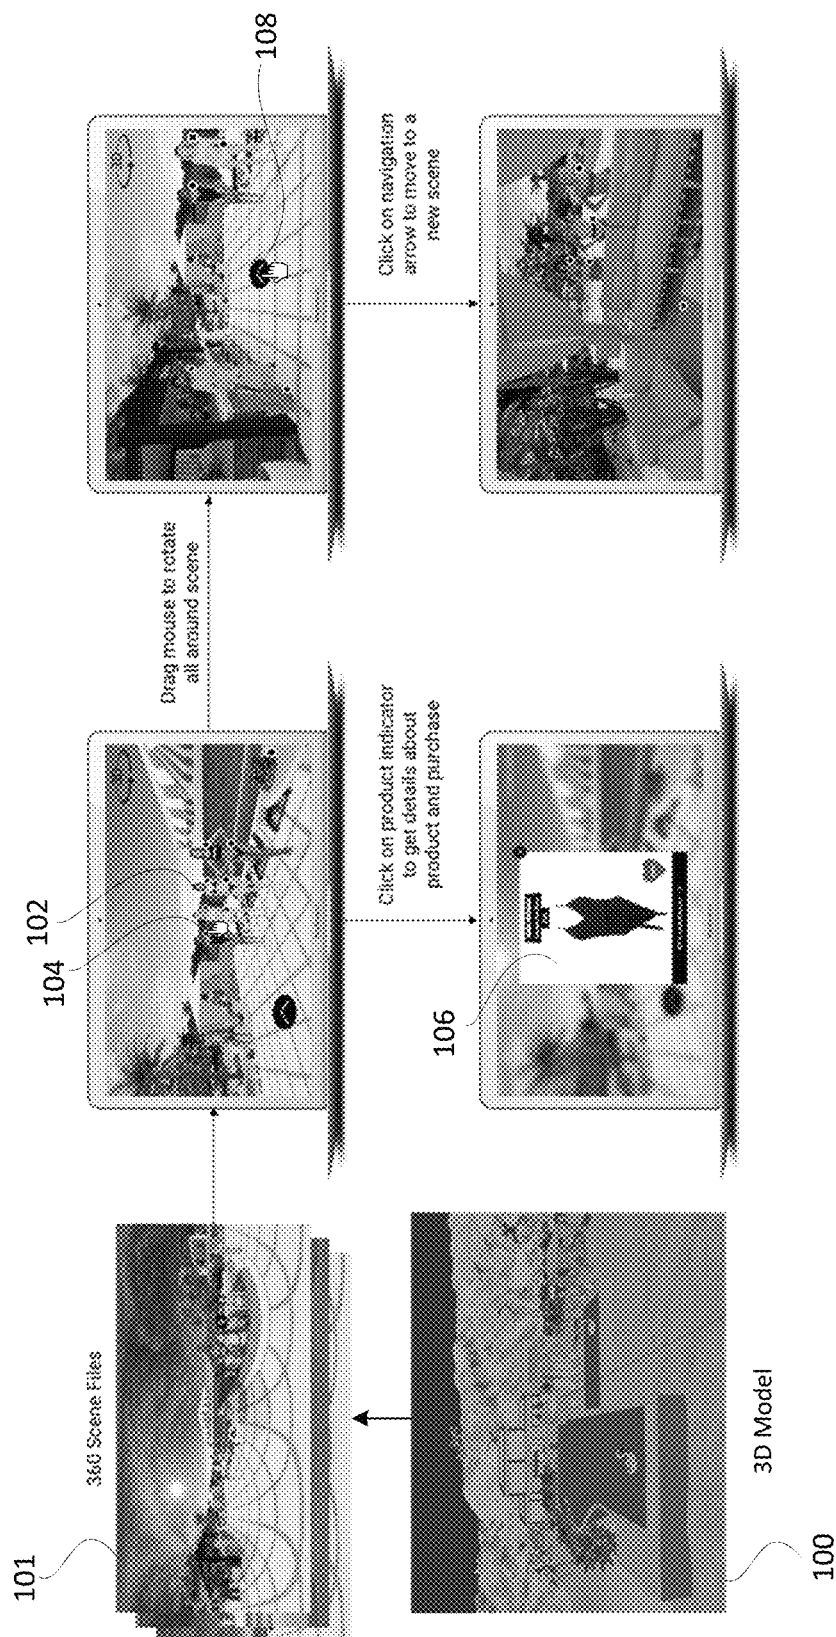 101
360 Scene Files
100
3D Model
104
102
Drag mouse to rotate
all around scene
108
Click on product indicator
to get details about
product and purchase
106
Click on navigation
arrow to move to a
new scene